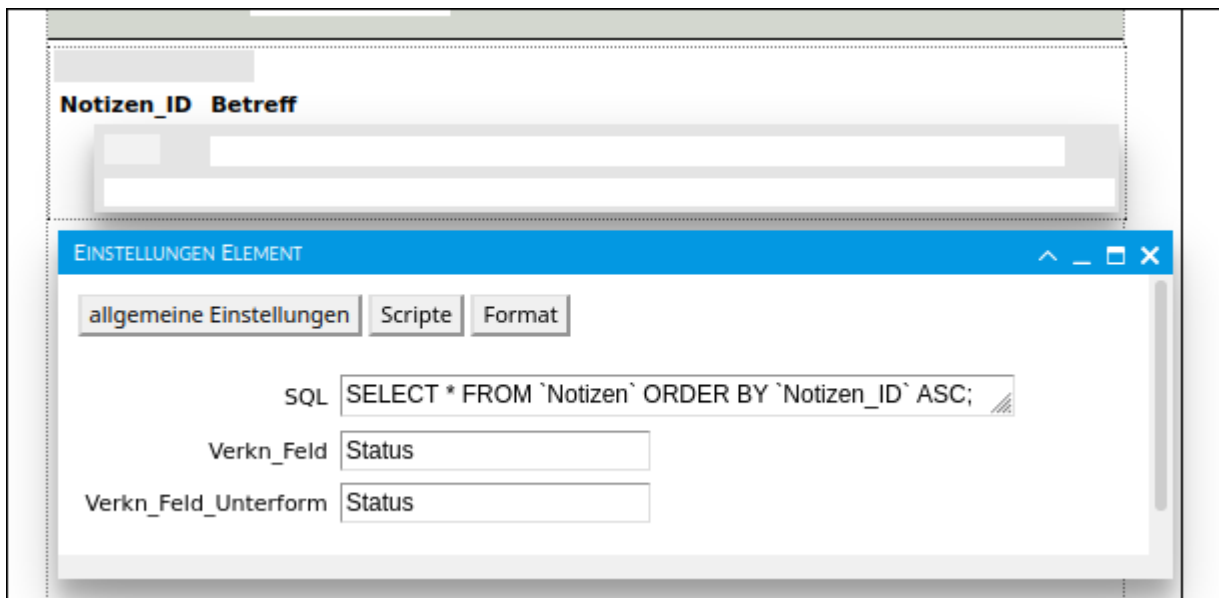 Notizen_ID Betreff
EINSTELLUNGEN ELEMENT
allgemeine Einstellungen Scripte Format
SQL SELECT * FROM `Notizen` ORDER BY `Notizen_ID` ASC;
Verkn_Feld Status
Verkn_Feld_Unterform Status